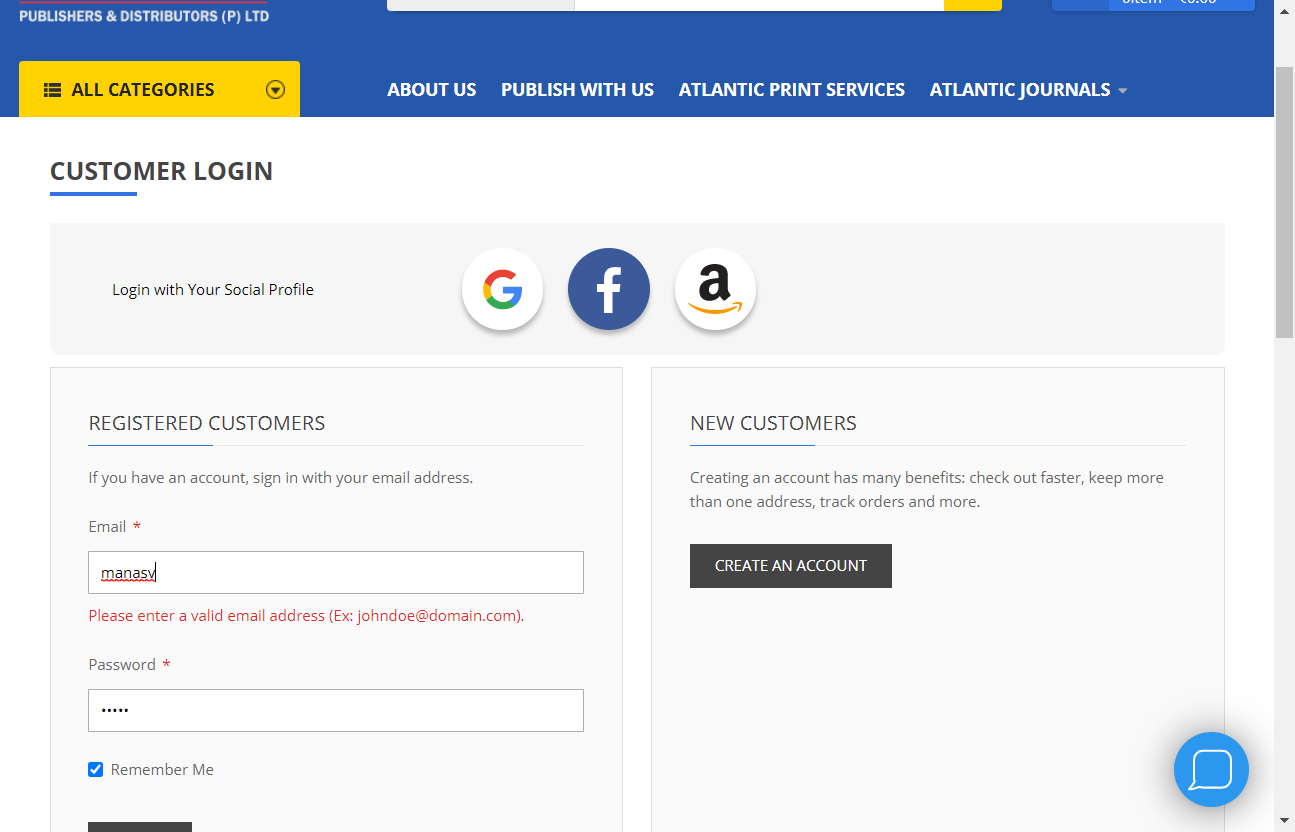 PUBLISHERS & DISTRIBUTORS (P) LTD
ALL CATEGORIES
ABOUT US
PUBLISH WITH US
ATLANTIC PRINT SERVICES
ATLANTIC JOURNALS
CUSTOMER LOGIN
Login with Your Social Profile
REGISTERED CUSTOMERS
If you have an account, sign in with your email address.
Email *
manasv
Please enter a valid email address (Ex: johndoe@domain.com).
Password *
•••••
Remember Me
NEW CUSTOMERS
Creating an account has many benefits: check out faster, keep more
than one address, track orders and more.
CREATE AN ACCOUNT